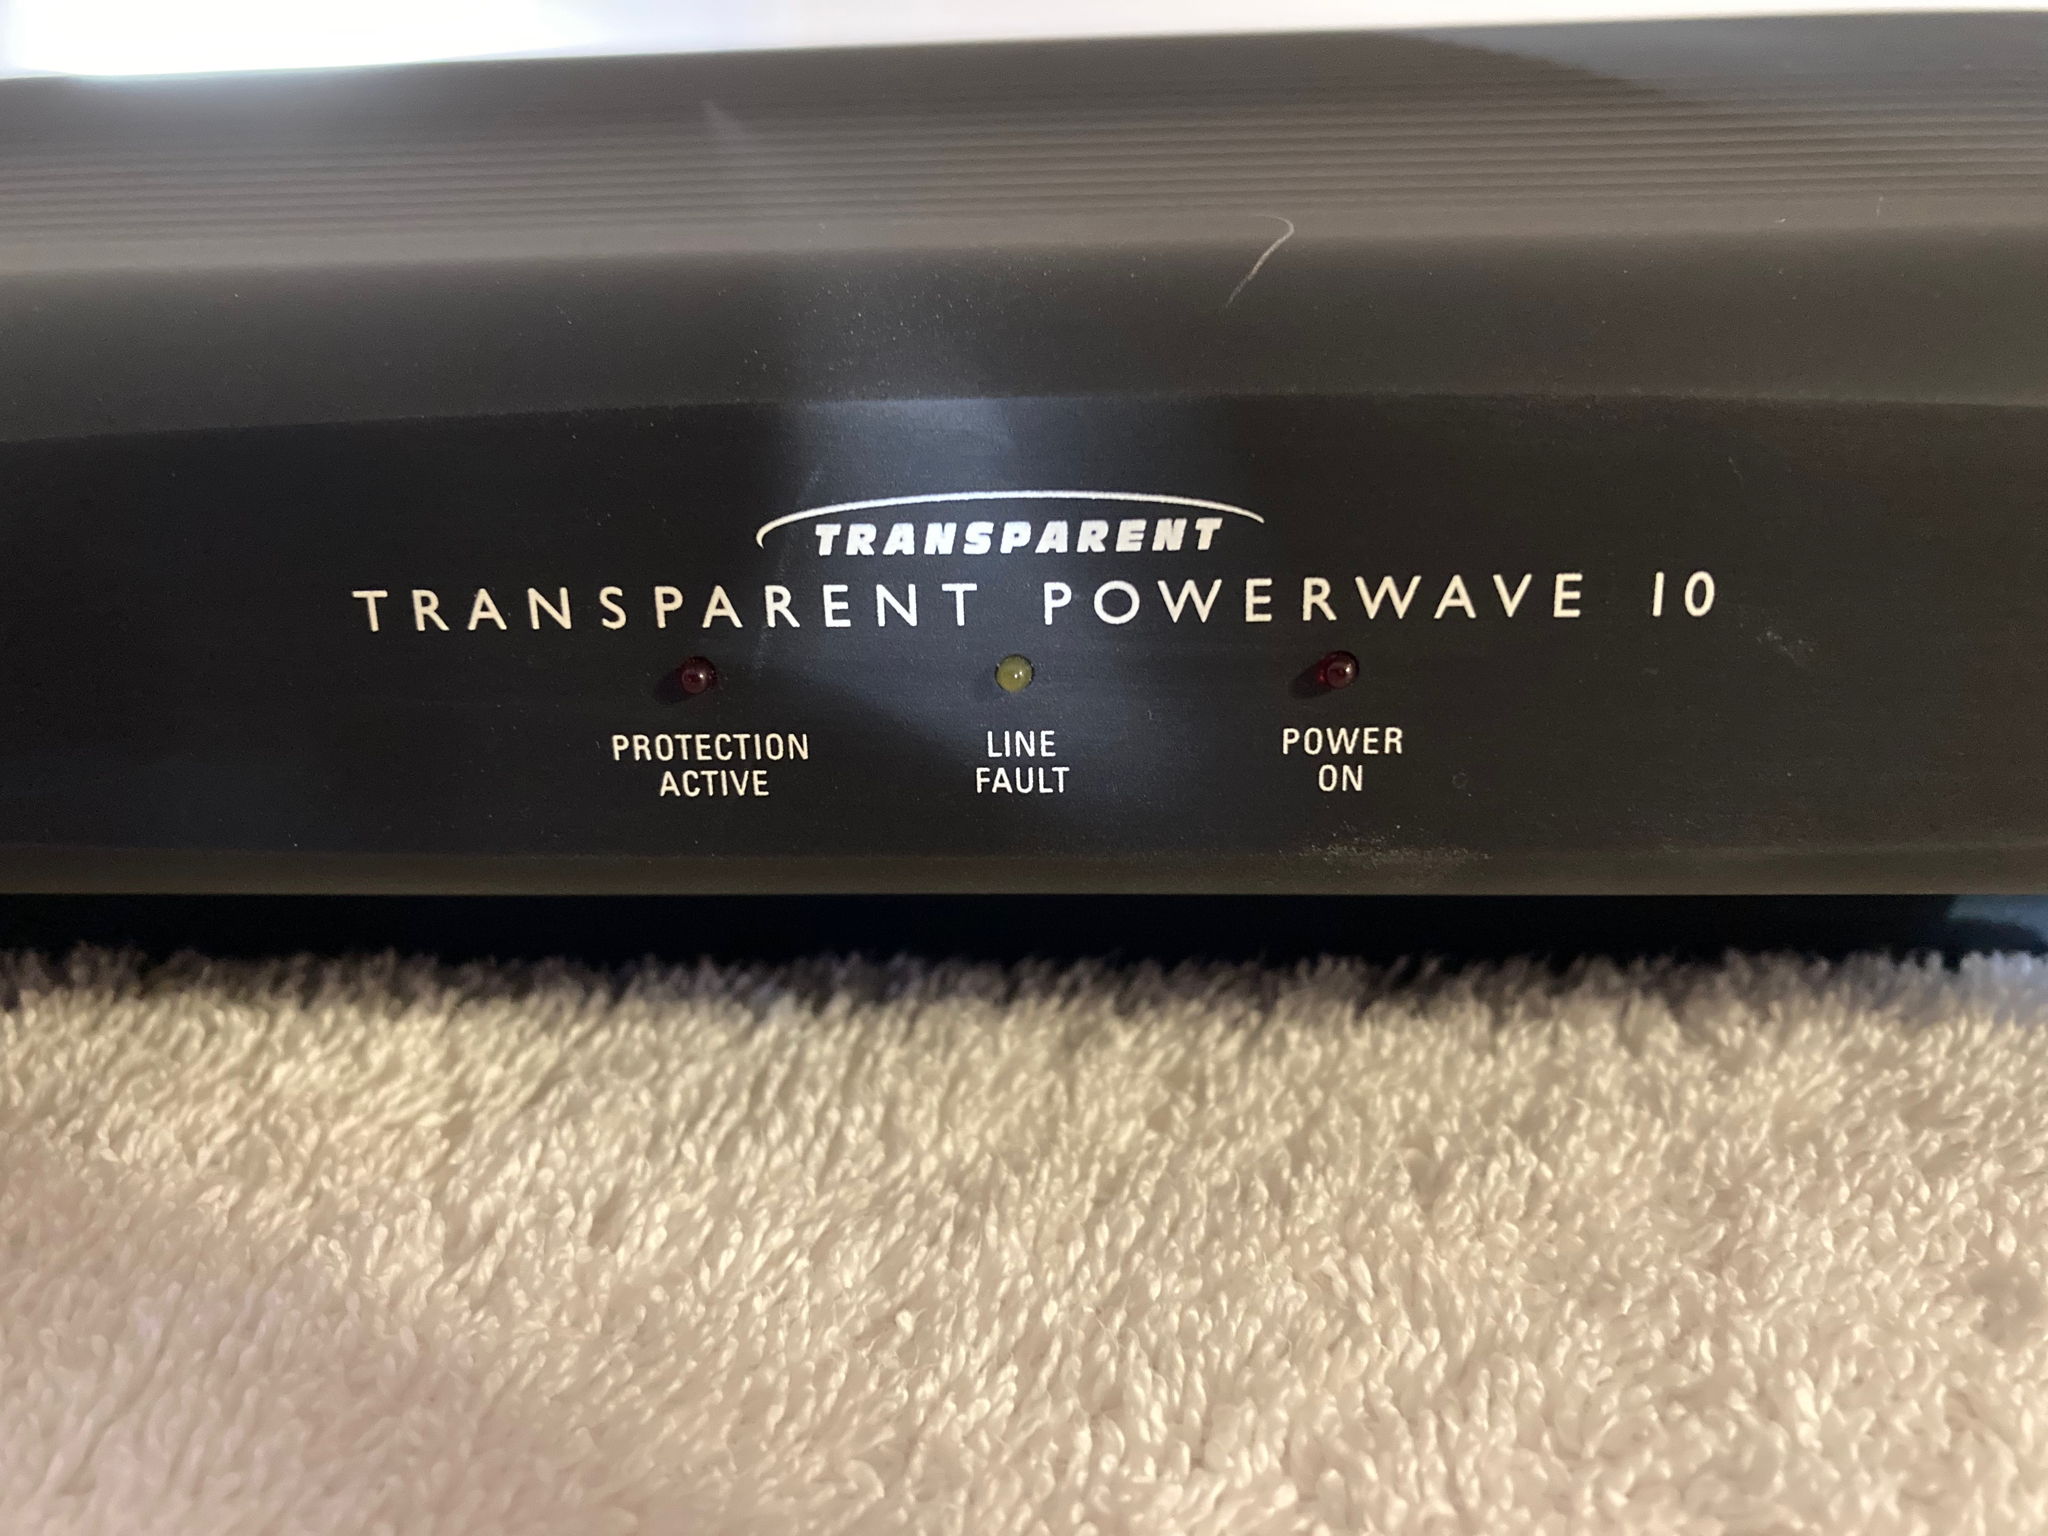 TRANSPARENT
TRANSPARENT POWERWAVE 10
PROTECTION
ACTIVE
LINE
FAULT
POWER
ON